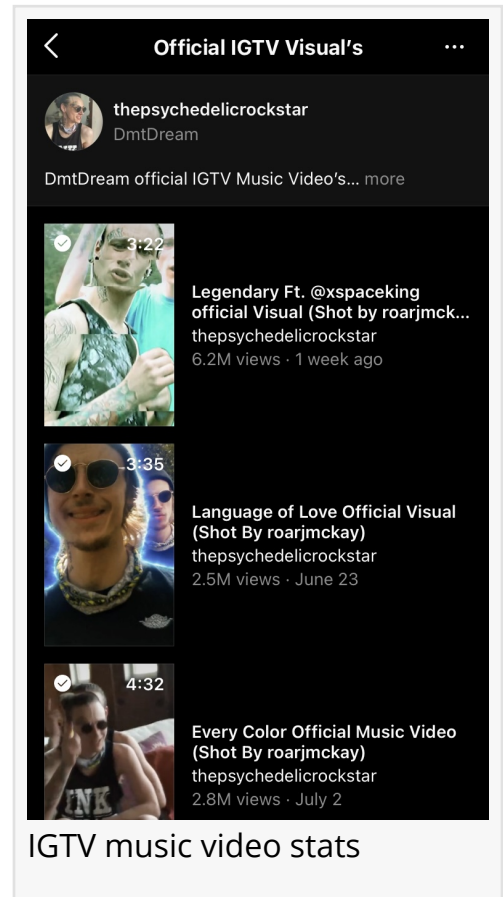 Official IGTV Visual's
thepsychedelicrockstar
DmtDream
DmtDream official IGTV Music Video's... more
3:22
Legendary Ft. @xspaceking
official Visual (Shot by roarjmck...
thepsychedelicrockstar
6.2M views · 1 week ago
3:35
Language of Love Official Visual
(Shot By roarjmckay)
thepsychedelicrockstar
2.5M views · June 23
4:32
Every Color Official Music Video
(Shot By roarjmckay)
thepsychedelicrockstar
2.8M views · July 2
INK
IGTV music video stats